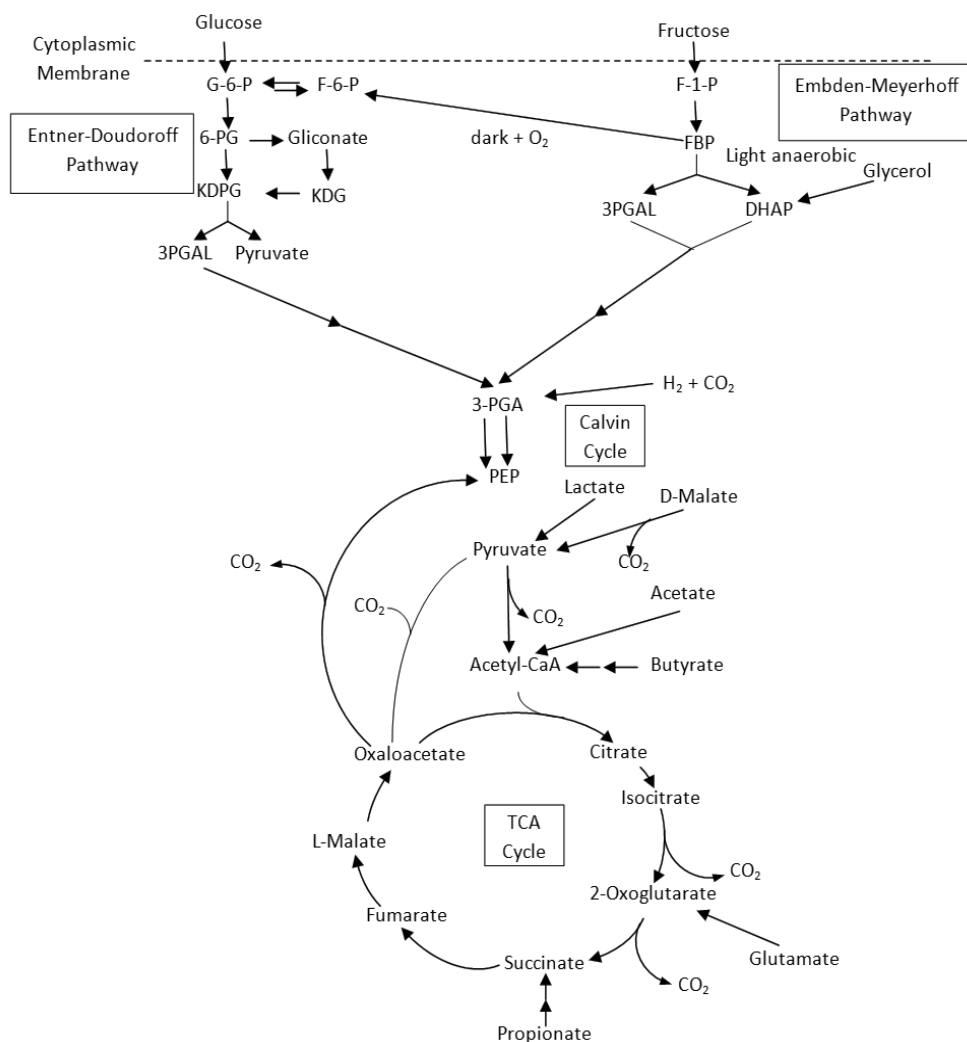 Glucose
Fructose
Cytoplasmic
Membrane
G-6-P
F-6-P
F-1-P
Embden-Meyerhoff
Pathway
Entner-Doudoroff
Pathway
6-PG
Gliconate
dark + O₂
FBP
Light anaerobic
Glycerol
KDPG
KDG
3PGAL
DHAP
3PGAL
Pyruvate
H₂ + CO₂
3-PGA
Calvin
Cycle
PEP
Lactate
D-Malate
Pyruvate
CO₂
CO₂
Acetate
CO₂
CO₂
Acetyl-CaA
Butyrate
Oxaloacetate
Citrate
Isocitrate
TCA
Cycle
L-Malate
CO₂
2-Oxoglutarate
Fumarate
Glutamate
Succinate
CO₂
Propionate